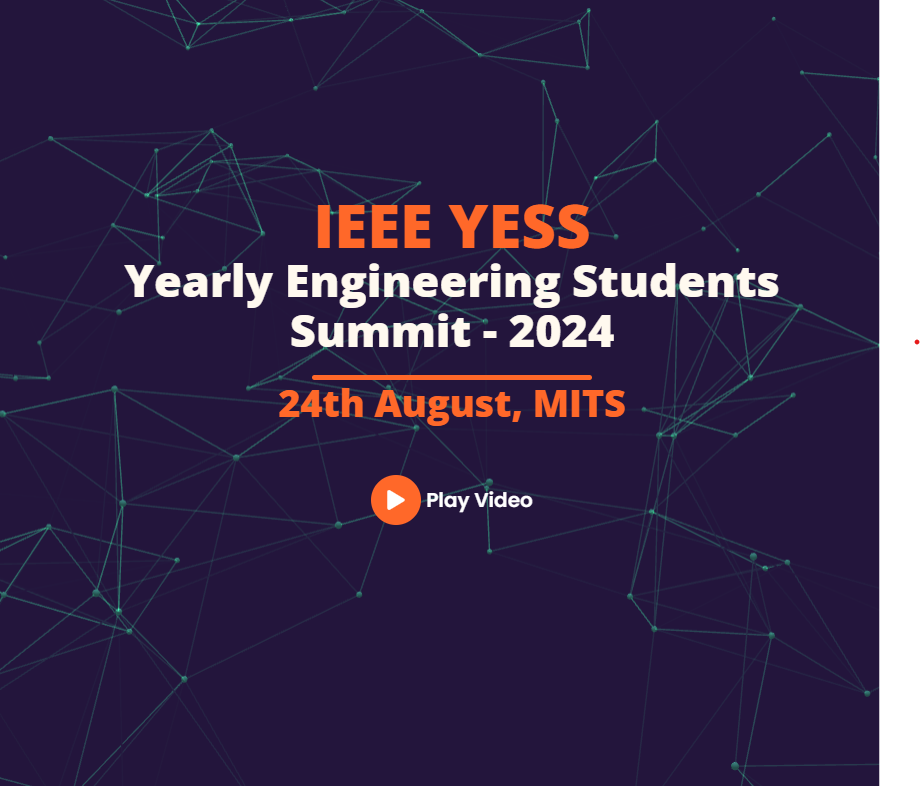 IEEE YESS
Yearly Engineering Students
Summit - 2024
24th August, MITS
Play Video